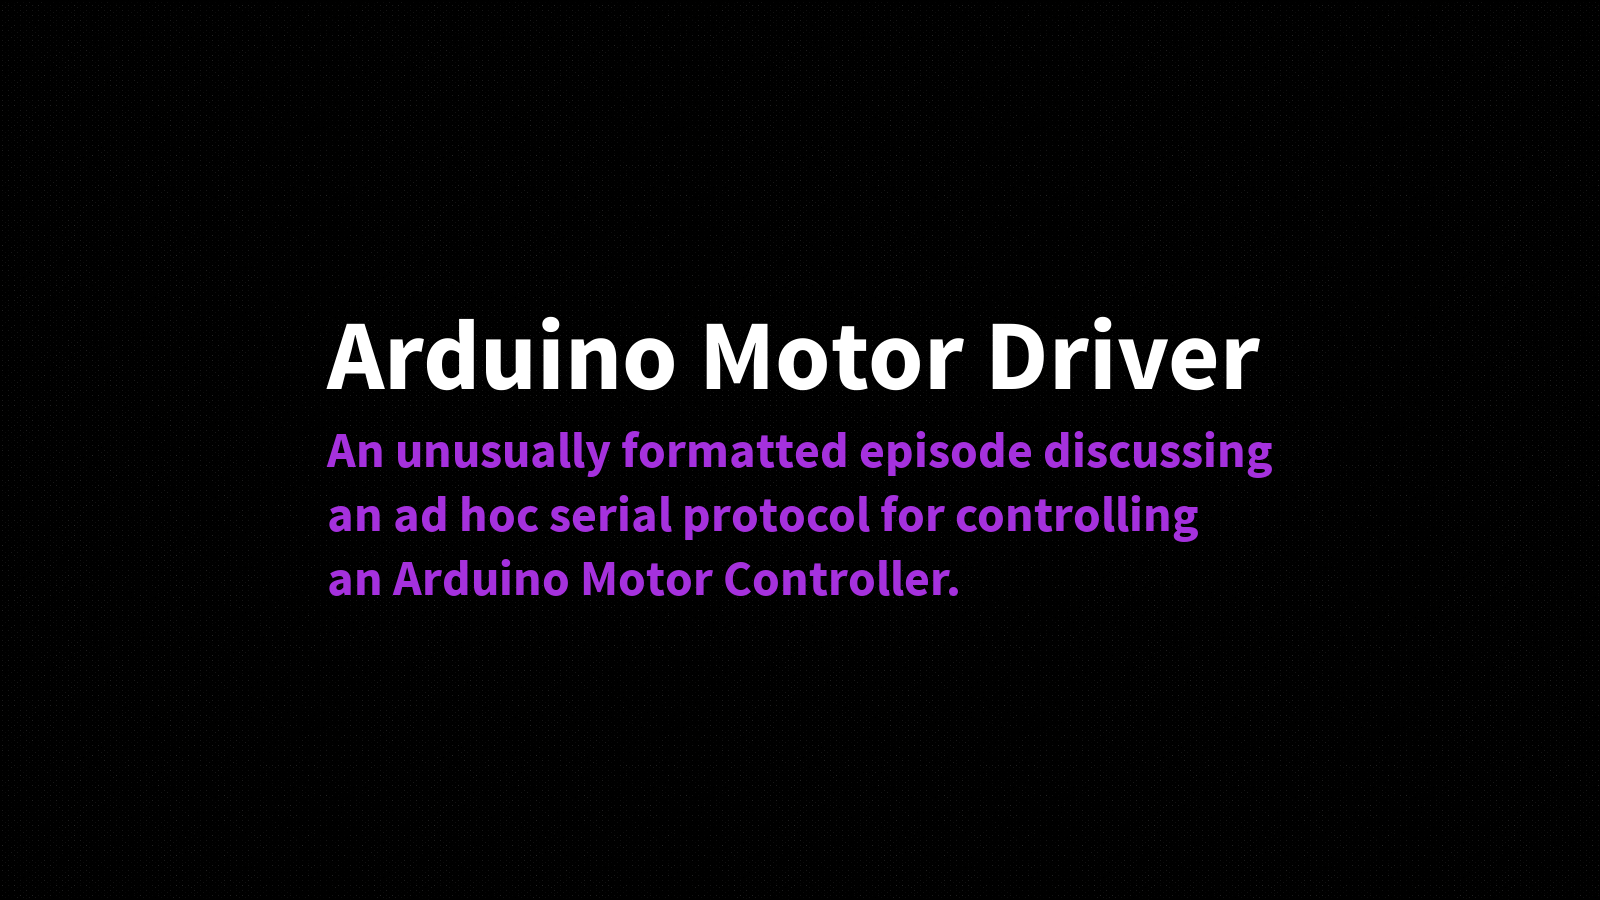 Arduino Motor Driver
An unusually formatted episode discussing
an ad hoc serial protocol for controlling
an Arduino Motor Controller.